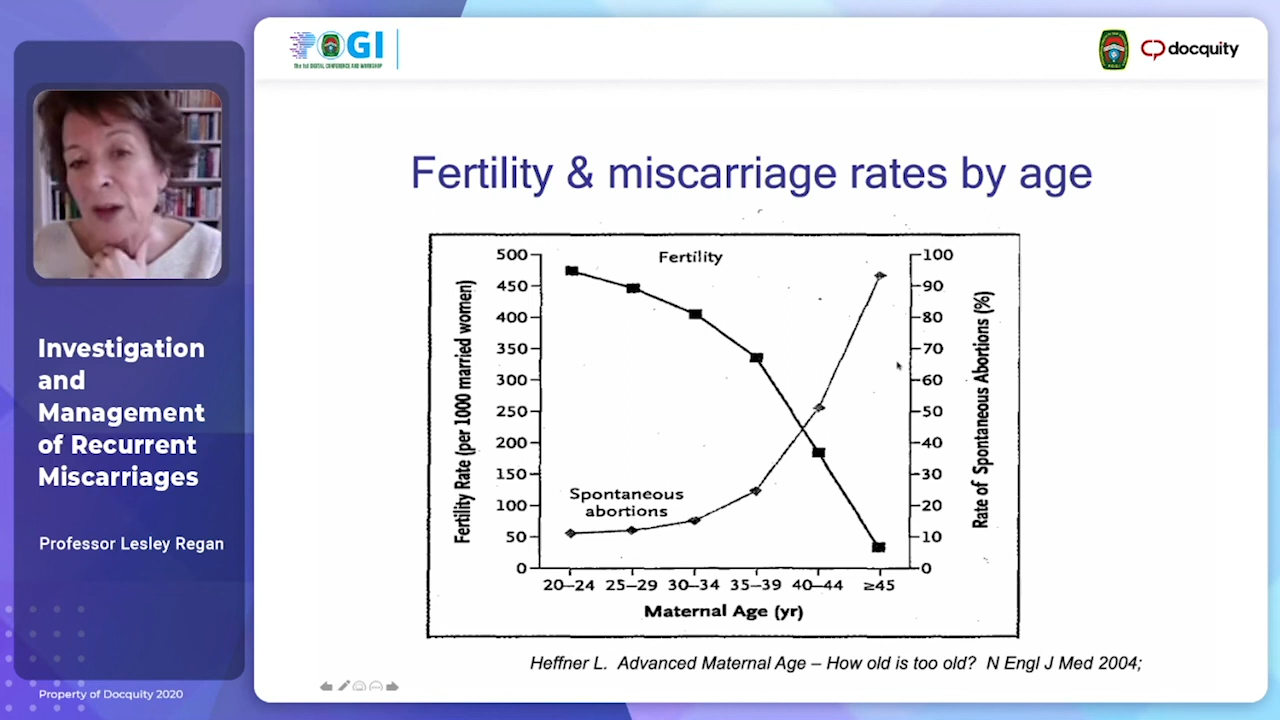 POGI
The 1st DIGITAL CONFERENCE AND WORKSHOP
docquity
Investigation
and
Management
of Recurrent
Miscarriages
Professor Lesley Regan
Property of Docquity 2020
Fertility & miscarriage rates by age
Fertility
Spontaneous
abortions
Fertility Rate (per 1000 married women)
500
450
400
350
300
250
200
150
100
50
0
100
90
80
70
60
50
40
30
20
10
0
Rate of Spontaneous Abortions (%)
20–24 25–29 30–34 35–39 40–44 ≥45
Maternal Age (yr)
Heffner L. Advanced Maternal Age – How old is too old? N Engl J Med 2004;